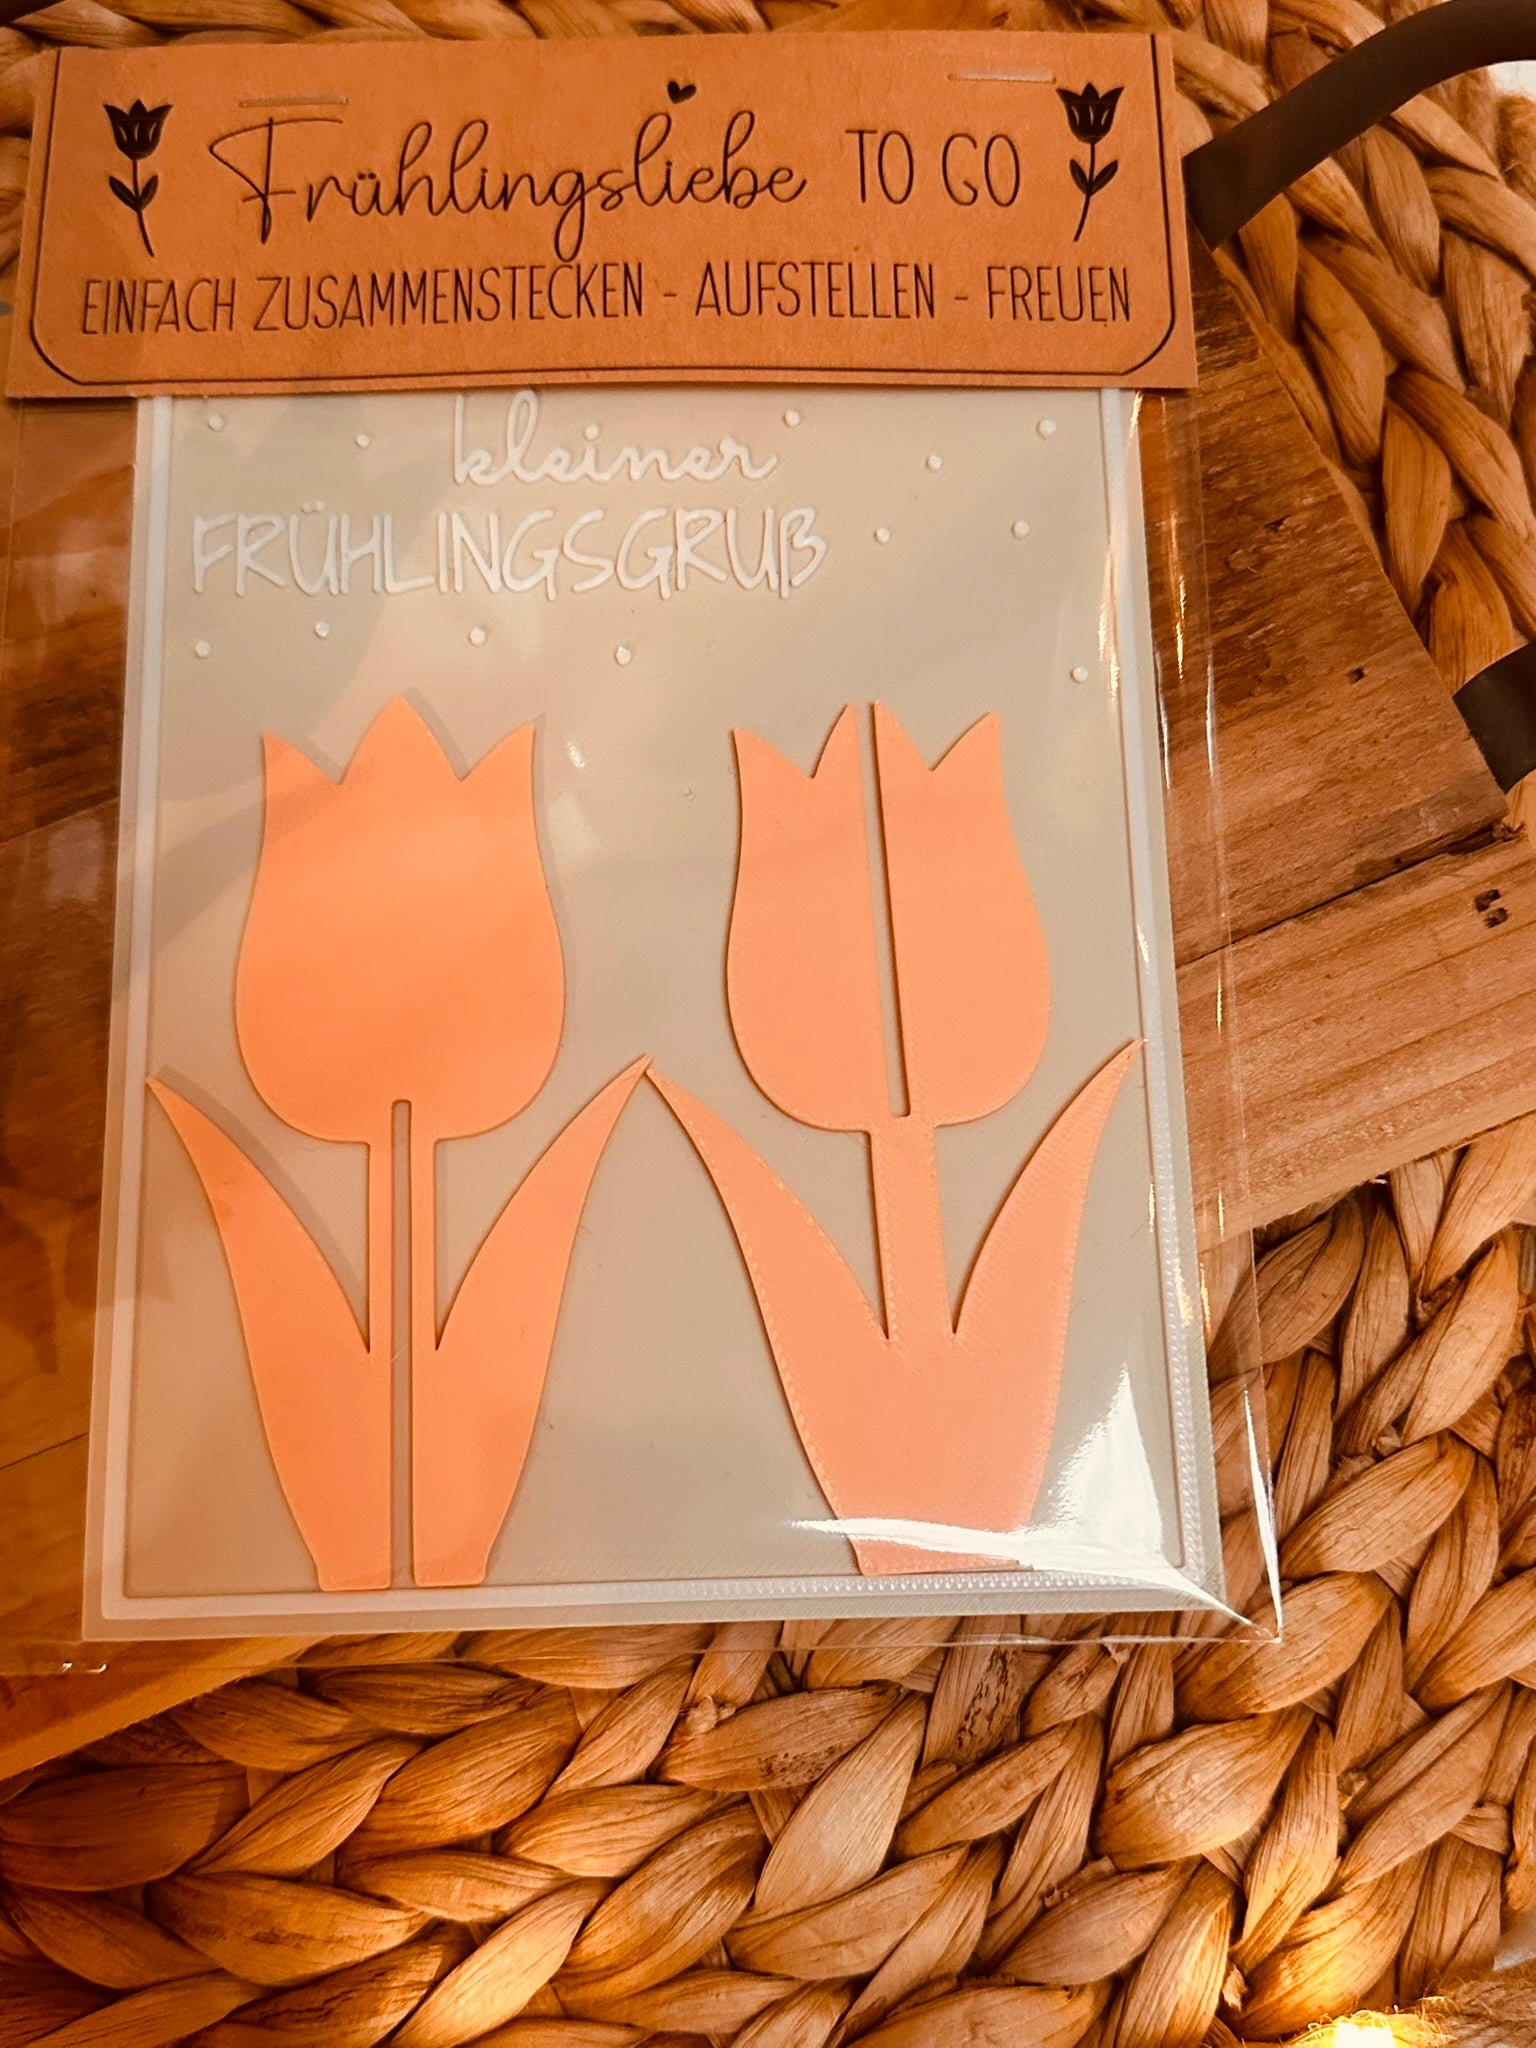 Frühlingsliebe TO GO
EINFACH ZUSAMMENSTECKEN - AUFSTELLEN - FREUEN
kleiner
FRÜHLINGSGRUß